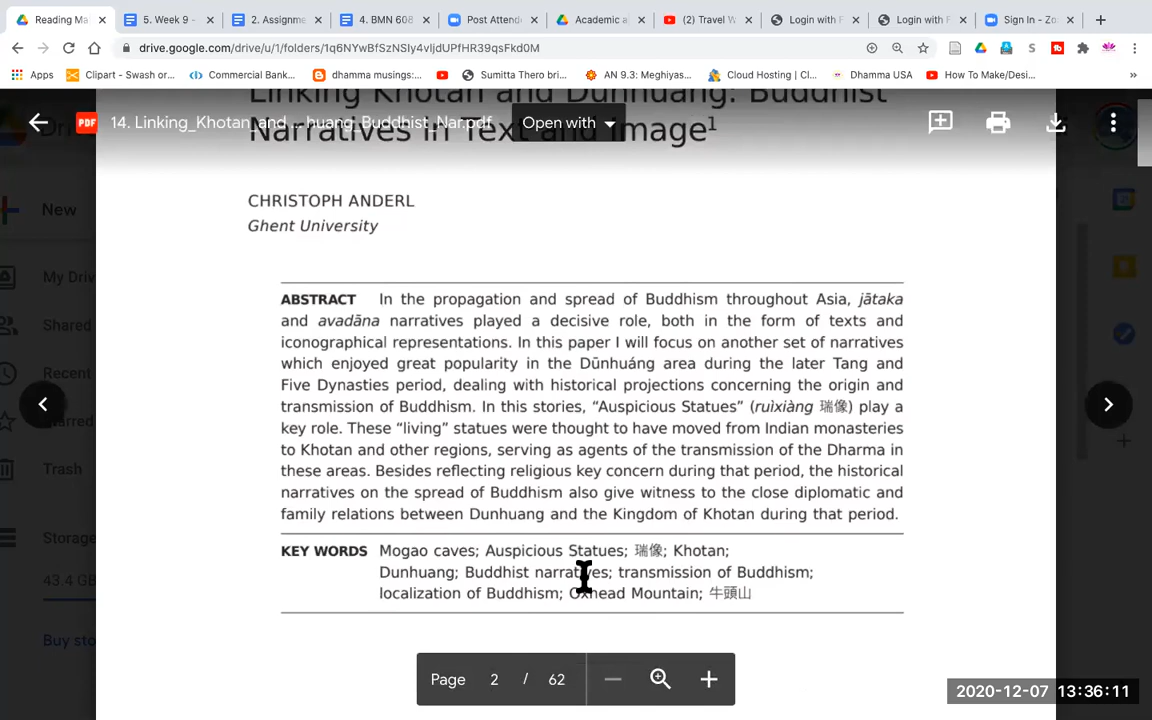 Reading Ma
5. Week 9 -
2. Assignme
4. BMN 608
Post Attend
Academic a
(2) Travel W
Login with F
Login with F
Sign In - Zo
drive.google.com/drive/u/1/folders/1q6NYwBfSzNSIy4vIjdUPfHR39qsFkd0M
Apps
Clipart - Swash or...
Commercial Bank...
dhamma musings:...
Sumitta Thero bri...
AN 9.3: Meghiyas...
Cloud Hosting | Cl...
Dhamma USA
How To Make/Desi...
»
Linking Khotan and Dūnhuáng: Buddhist
Narratives in Text and Image¹
PDF
14. Linking_Khotan_and_ ... huang_Buddhist_Nar.pdf
Open with
New
My Driv
Shared
Recent
Starred
Trash
Storage
43.4 GB
Buy sto
CHRISTOPH ANDERL
Ghent University
ABSTRACT In the propagation and spread of Buddhism throughout Asia, jātaka
and avadāna narratives played a decisive role, both in the form of texts and
iconographical representations. In this paper I will focus on another set of narratives
which enjoyed great popularity in the Dūnhuáng area during the later Tang and
Five Dynasties period, dealing with historical projections concerning the origin and
transmission of Buddhism. In this stories, “Auspicious Statues” (ruìxiàng 瑞像) play a
key role. These “living” statues were thought to have moved from Indian monasteries
to Khotan and other regions, serving as agents of the transmission of the Dharma in
these areas. Besides reflecting religious key concern during that period, the historical
narratives on the spread of Buddhism also give witness to the close diplomatic and
family relations between Dunhuang and the Kingdom of Khotan during that period.
KEY WORDS Mogao caves; Auspicious Statues; 瑞像; Khotan;
Dunhuang; Buddhist narratives; transmission of Buddhism;
localization of Buddhism; Oxhead Mountain; 牛頭山
Page 2 / 62
2020-12-07 13:36:11